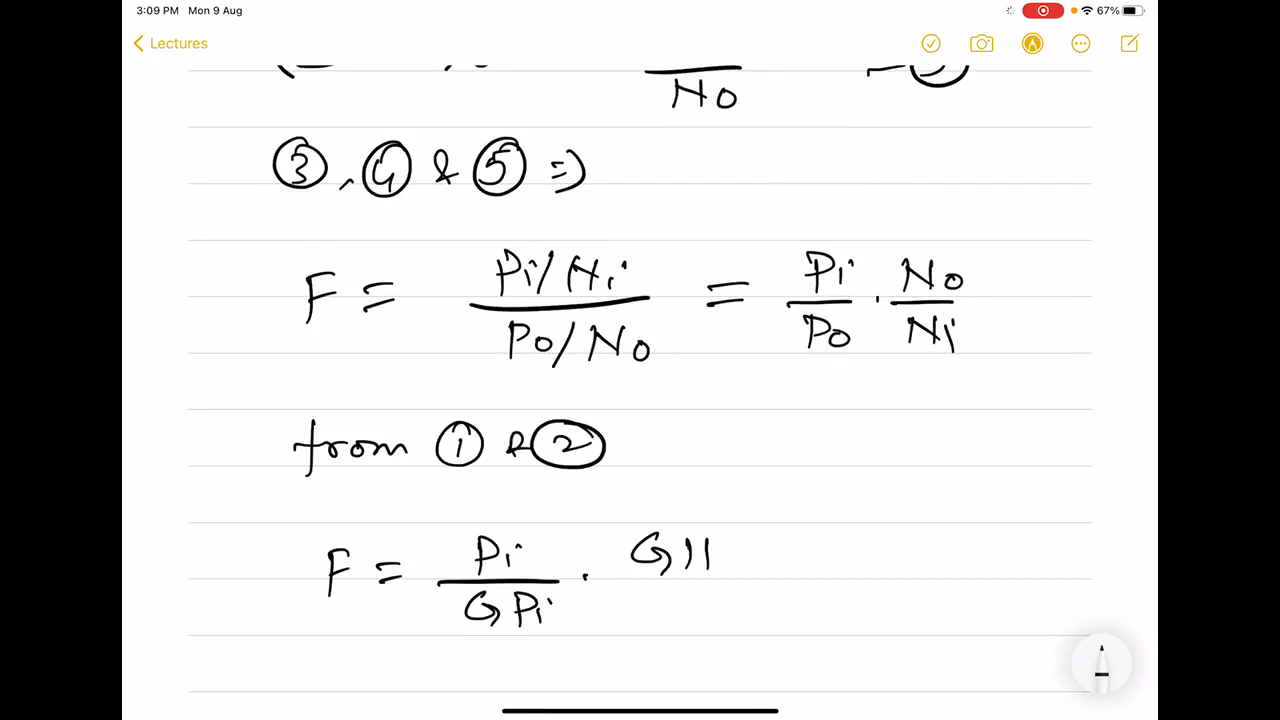 3:09 PM Mon 9 Aug 67%
Lectures
No
③, ④ & ⑤ =>
F = (Pi/Ni)/(Po/No) = Pi/Po · No/Ni
from ① & ②
F = Pi/GPi · G